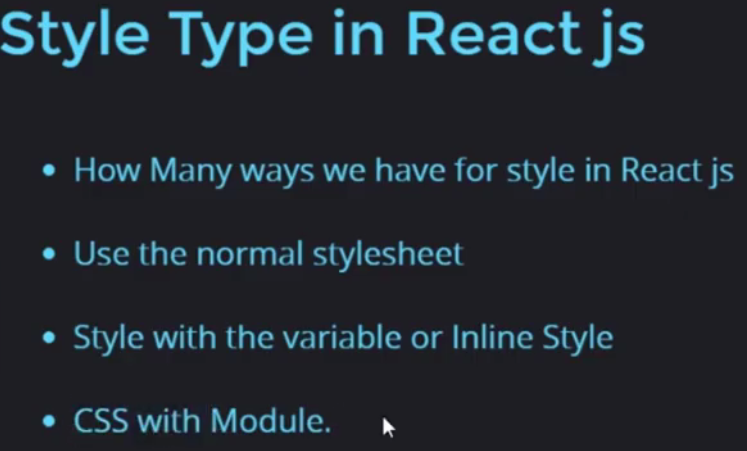 Style Type in React js
• How Many ways we have for style in React js
• Use the normal stylesheet
• Style with the variable or Inline Style
• CSS with Module.